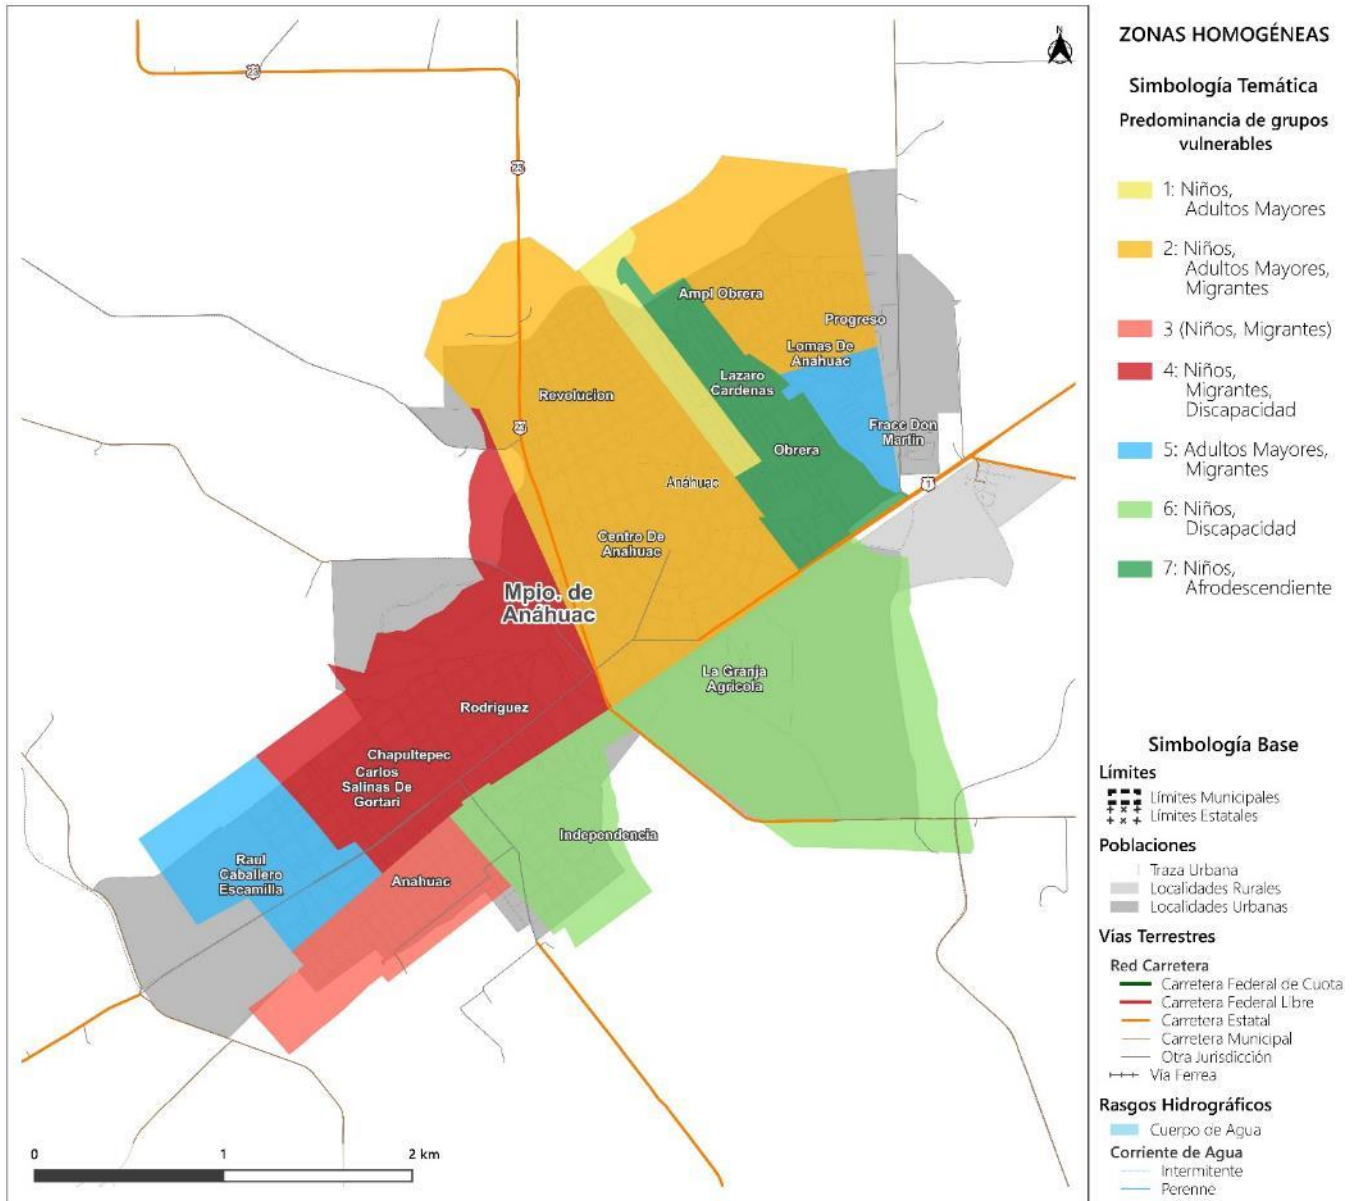 23
N
23
Ampl Obrera
Progreso
Lomas De
Anahuac
Lazaro
Cardenas
Revolucion
23
Fracc Don
Martin
Obrera
Anáhuac
1
Centro De
Anahuac
Mpio. de
Anáhuac
La Granja
Agricola
Rodriguez
Chapultepec
Carlos
Salinas De
Gortari
Independencia
Raul
Caballero
Escamilla
Anahuac
0 1 2 km
ZONAS HOMOGÉNEAS
Simbología Temática
Predominancia de grupos
vulnerables
1: Niños,
Adultos Mayores
2: Niños,
Adultos Mayores,
Migrantes
3 (Niños, Migrantes)
4: Niños,
Migrantes,
Discapacidad
5: Adultos Mayores,
Migrantes
6: Niños,
Discapacidad
7: Niños,
Afrodescendiente
Simbología Base
Límites
Límites Municipales
Límites Estatales
Poblaciones
Traza Urbana
Localidades Rurales
Localidades Urbanas
Vías Terrestres
Red Carretera
Carretera Federal de Cuota
Carretera Federal Libre
Carretera Estatal
Carretera Municipal
Otra Jurisdicción
Vía Ferrea
Rasgos Hidrográficos
Cuerpo de Agua
Corriente de Agua
Intermitente
Perenne